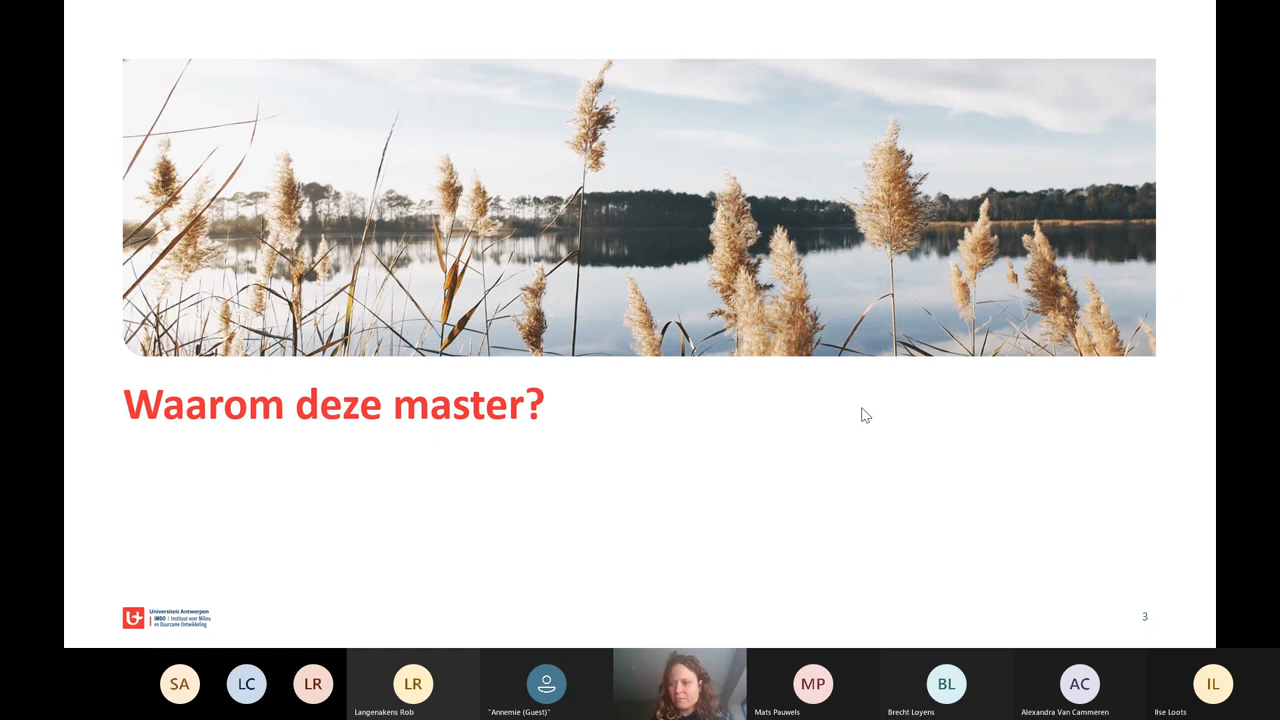 Waarom deze master?
Universiteit Antwerpen
IMDO | Instituut voor Milieu
en Duurzame Ontwikkeling
3
SA
LC
LR
LR
MP
BL
AC
IL
Langenakens Rob
"Annemie (Guest)"
Mats Pauwels
Brecht Loyens
Alexandra Van Cammeren
Ilse Loots